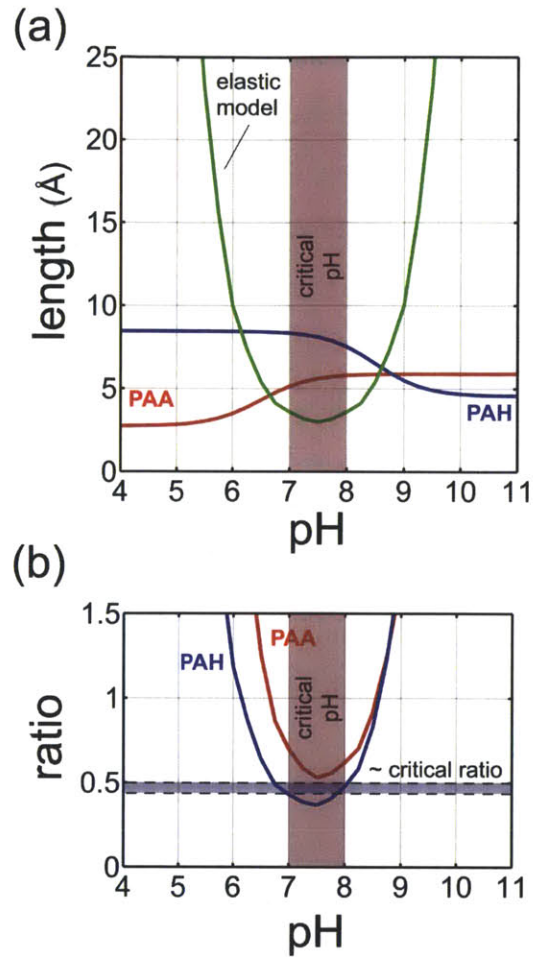 (a)
25
20
15
10
5
0
length (Å)
elastic
model
critical
pH
PAA
PAH
4 5 6 7 8 9 10 11
pH
(b)
1.5
1
0.5
0
ratio
PAH
PAA
critical
pH
~ critical ratio
4 5 6 7 8 9 10 11
pH